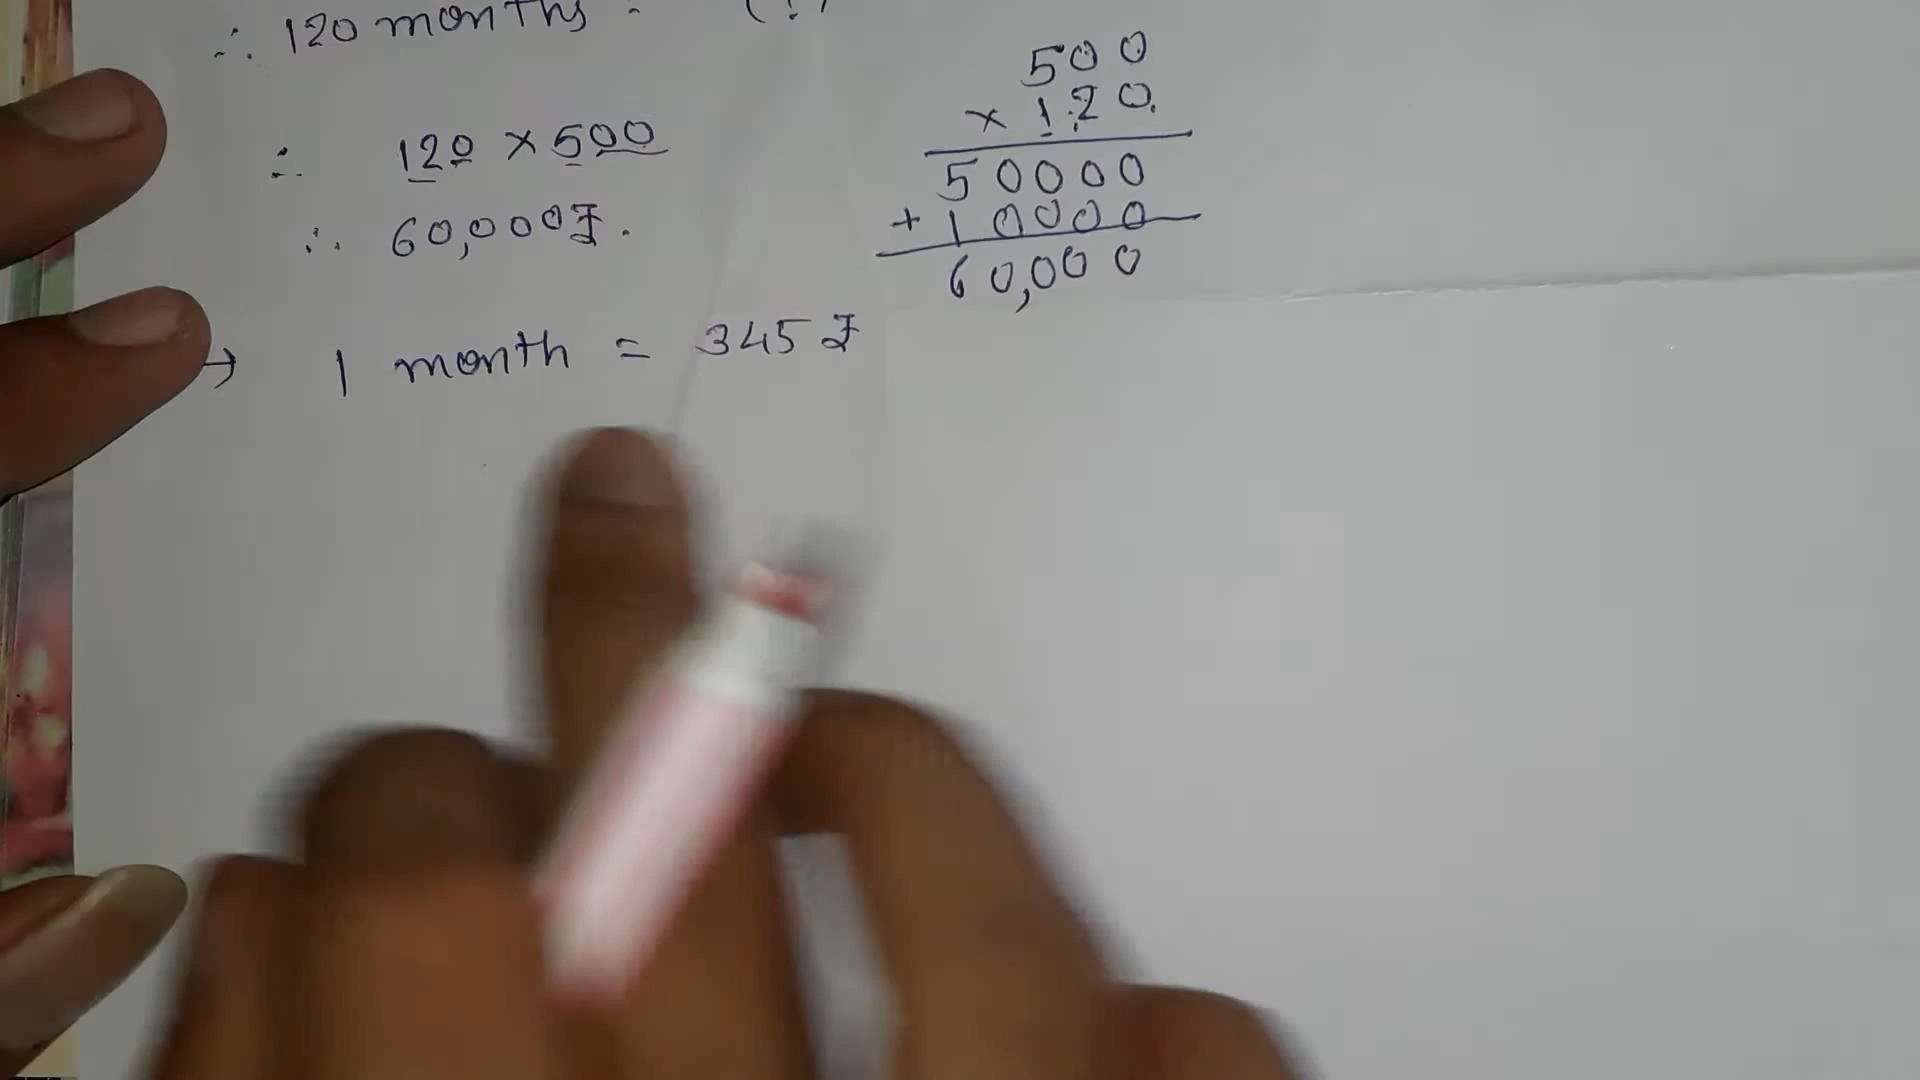 ∴ 120 months =
∴ 120 × 500
∴ 60,000₹.
→ 1 month = 345 ₹
500
× 120
50000
+ 10000
60,000